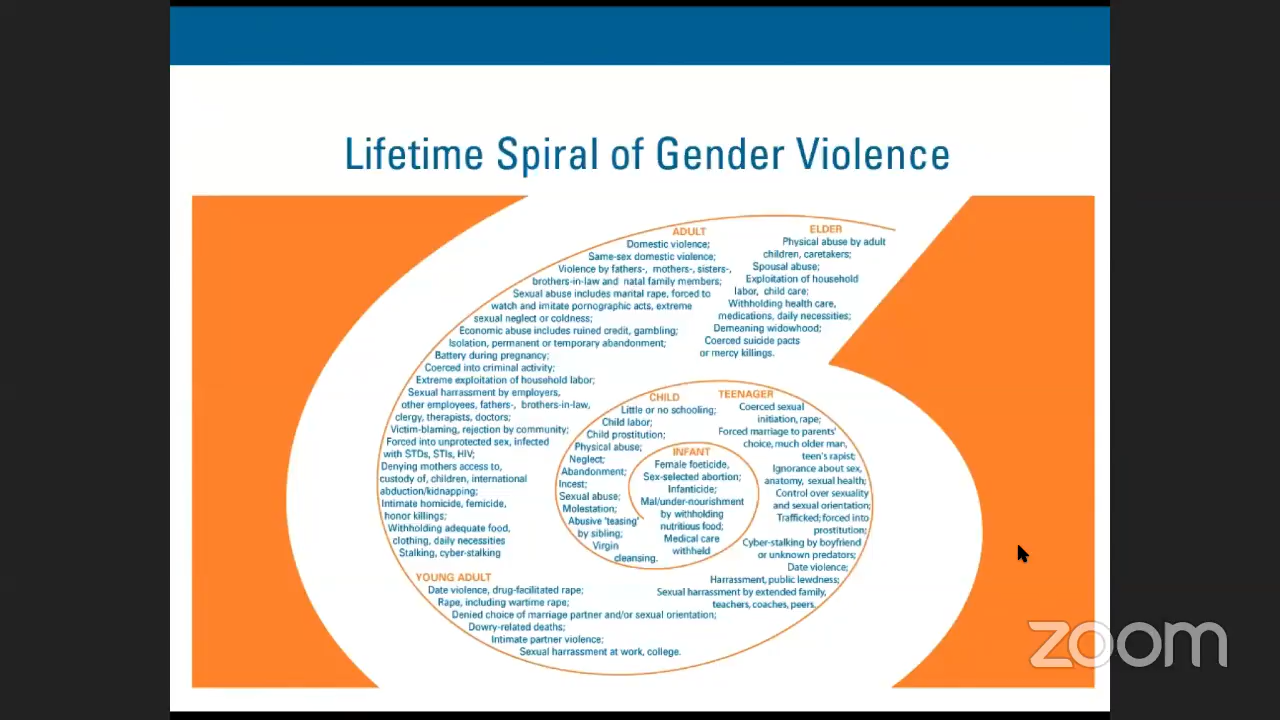 Lifetime Spiral of Gender Violence
ADULT
Domestic violence;
Same-sex domestic violence;
Violence by fathers-, mothers-, sisters-,
brothers-in-law and natal family members;
Sexual abuse includes marital rape, forced to
watch and imitate pornographic acts, extreme
sexual neglect or coldness;
Economic abuse includes ruined credit, gambling;
Isolation, permanent or temporary abandonment;
Battery during pregnancy;
Coerced into criminal activity;
Extreme exploitation of household labor;
Sexual harrassment by employers,
other employees, fathers-, brothers-in-law,
clergy, therapists, doctors;
Victim-blaming, rejection by community;
Forced into unprotected sex, infected
with STDs, STIs, HIV;
Denying mothers access to,
custody of, children, international
abduction/kidnapping;
Intimate homicide, femicide,
honor killings;
Withholding adequate food,
clothing, daily necessities
Stalking, cyber-stalking
ELDER
Physical abuse by adult
children, caretakers;
Spousal abuse;
Exploitation of household
labor, child care;
Withholding health care,
medications, daily necessities;
Demeaning widowhood;
Coerced suicide pacts
or mercy killings.
CHILD
Little or no schooling;
Child labor;
Child prostitution;
Physical abuse;
Neglect;
Abandonment;
Incest;
Sexual abuse;
Molestation;
Abusive 'teasing'
by sibling;
Virgin
cleansing.
INFANT
Female foeticide,
Sex-selected abortion;
Infanticide;
Mal/under-nourishment
by withholding
nutritious food;
Medical care
withheld
TEENAGER
Coerced sexual
initiation, rape;
Forced marriage to parents'
choice, much older man,
teen's rapist;
Ignorance about sex,
anatomy, sexual health;
Control over sexuality
and sexual orientation;
Trafficked; forced into
prostitution;
Cyber-stalking by boyfriend
or unknown predators;
Date violence;
Harrassment, public lewdness;
Sexual harrassment by extended family,
teachers, coaches, peers.
YOUNG ADULT
Date violence, drug-facilitated rape;
Rape, including wartime rape;
Denied choice of marriage partner and/or sexual orientation;
Dowry-related deaths;
Intimate partner violence;
Sexual harrassment at work, college.
zoom